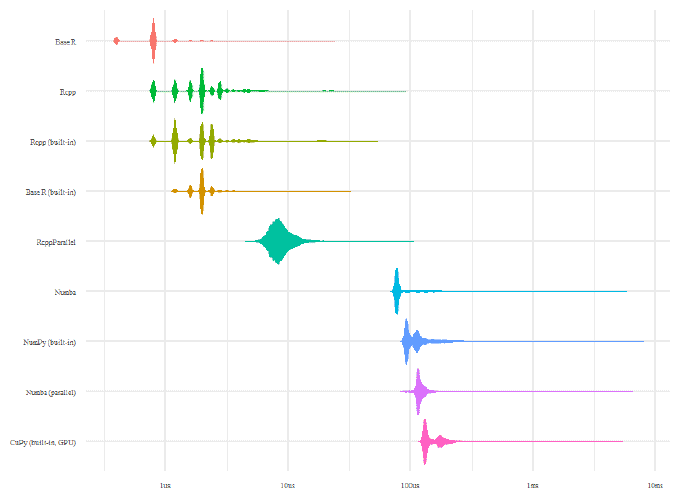 Base R
Rcpp
Rcpp (built-in)
Base R (built-in)
RcppParallel
Numba
NumPy (built-in)
Numba (parallel)
CuPy (built-in, GPU)
1us
10us
100us
1ms
10ms